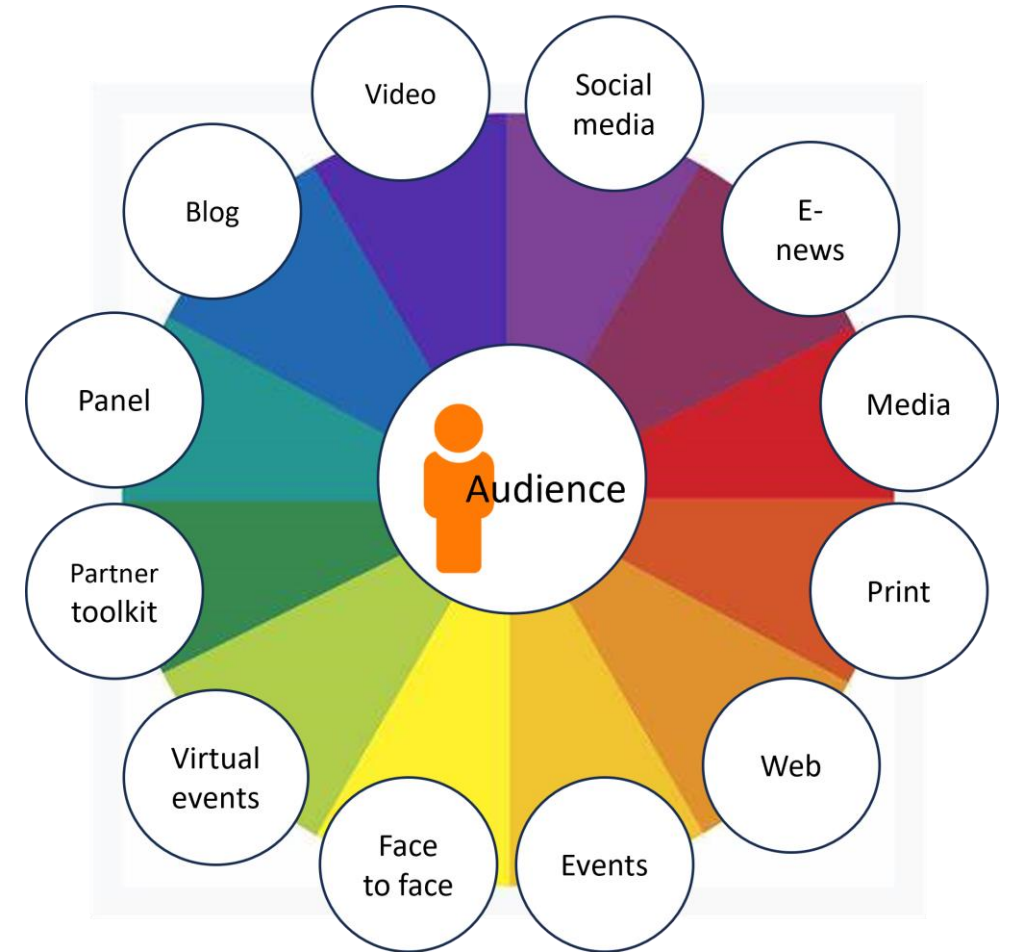 Video
Social
media
E-
news
Media
Print
Web
Events
Face
to face
Virtual
events
Partner
toolkit
Panel
Blog
Audience